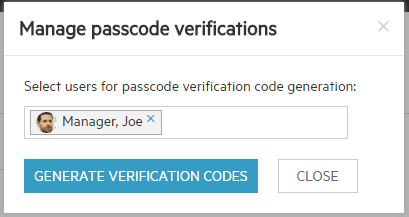 Manage passcode verifications
Select users for passcode verification code generation:
Manager, Joe
GENERATE VERIFICATION CODES
CLOSE